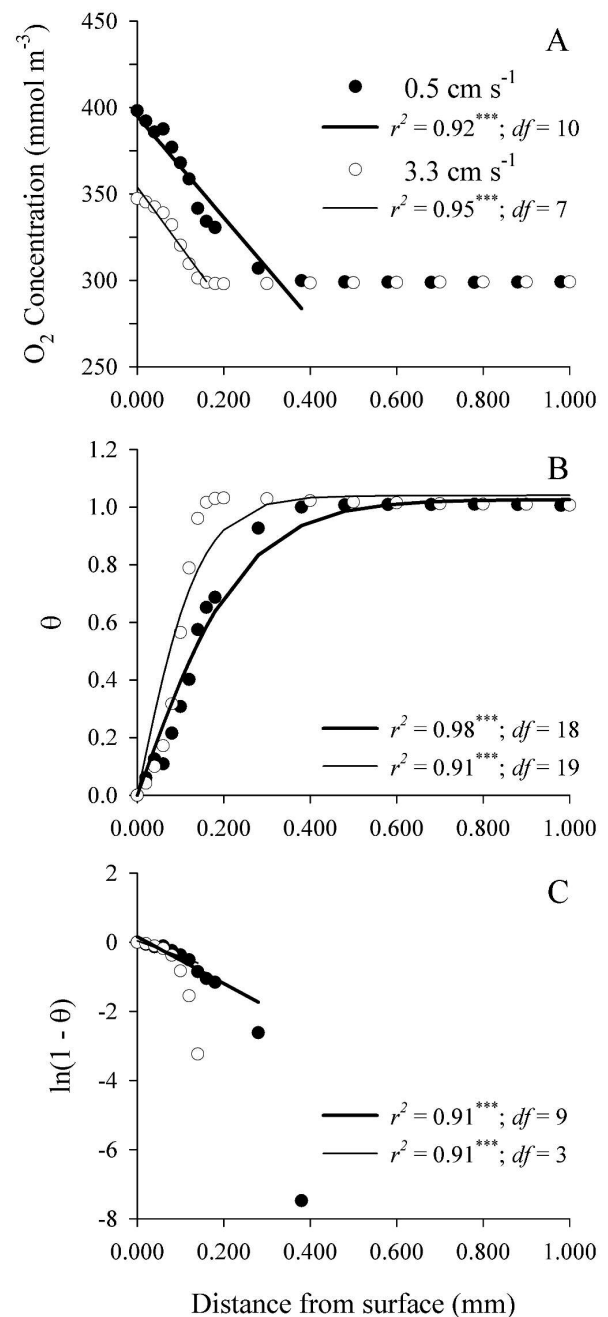 A
O2 Concentration (mmol m-3)
450
400
350
300
250
0.5 cm s-1
r2 = 0.92***; df = 10
3.3 cm s-1
r2 = 0.95***; df = 7
0.000 0.200 0.400 0.600 0.800 1.000
B
θ
1.2
1.0
0.8
0.6
0.4
0.2
0.0
r2 = 0.98***; df = 18
r2 = 0.91***; df = 19
0.000 0.200 0.400 0.600 0.800 1.000
C
ln(1 - θ)
2
0
-2
-4
-6
-8
r2 = 0.91***; df = 9
r2 = 0.91***; df = 3
0.000 0.200 0.400 0.600 0.800 1.000
Distance from surface (mm)